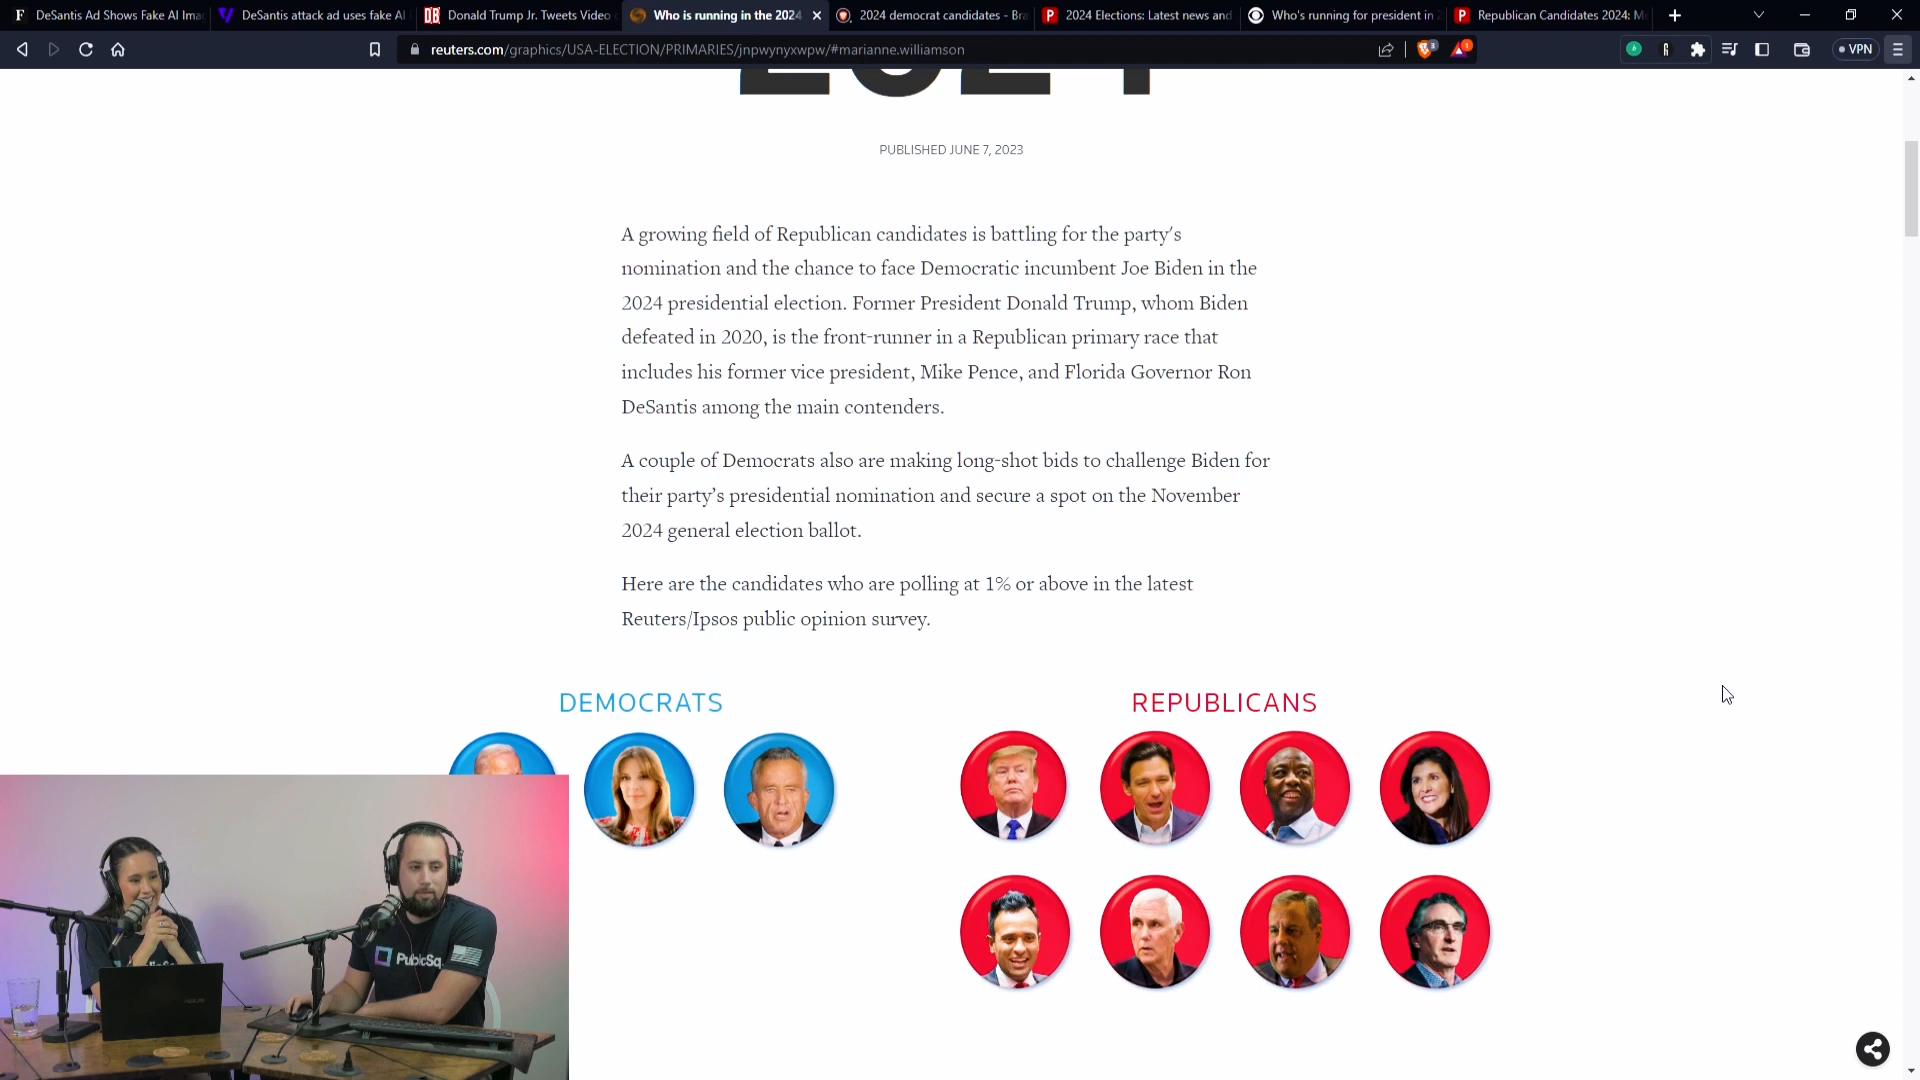 DeSantis Ad Shows Fake AI Ima
DeSantis attack ad uses fake AI
DB Donald Trump Jr. Tweets Video
Who is running in the 2024
2024 democrat candidates - Bra
P 2024 Elections: Latest news and
Who's running for president in 2
P Republican Candidates 2024: M
reuters.com/graphics/USA-ELECTION/PRIMARIES/jnpwynyxwpw/#marianne.williamson
3
1
VPN
2024
PUBLISHED JUNE 7, 2023
A growing field of Republican candidates is battling for the party's
nomination and the chance to face Democratic incumbent Joe Biden in the
2024 presidential election. Former President Donald Trump, whom Biden
defeated in 2020, is the front-runner in a Republican primary race that
includes his former vice president, Mike Pence, and Florida Governor Ron
DeSantis among the main contenders.
A couple of Democrats also are making long-shot bids to challenge Biden for
their party's presidential nomination and secure a spot on the November
2024 general election ballot.
Here are the candidates who are polling at 1% or above in the latest
Reuters/Ipsos public opinion survey.
DEMOCRATS
REPUBLICANS
PublicSq.